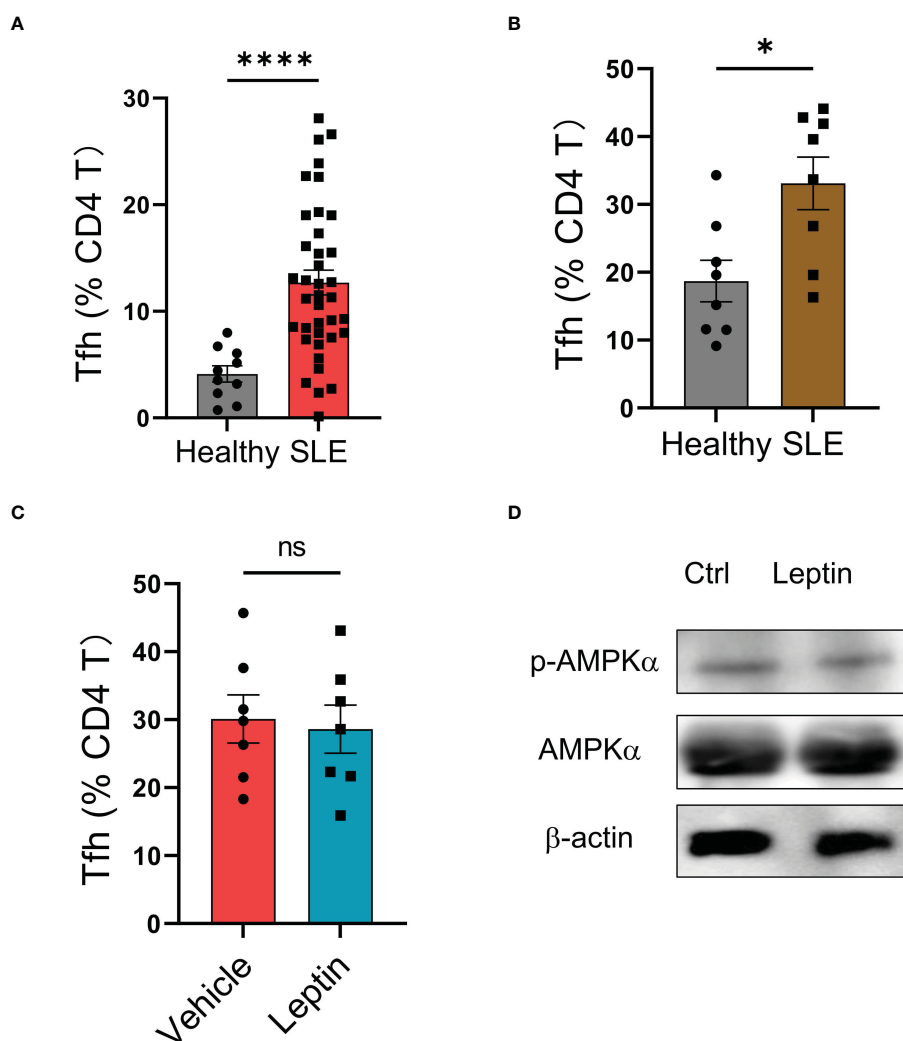 A
****
Tfh (% CD4 T)
30
20
10
0
Healthy SLE
B
*
Tfh (% CD4 T)
50
40
30
20
10
0
Healthy SLE
C
ns
Tfh (% CD4 T)
50
40
30
20
10
0
Vehicle
Leptin
D
Ctrl Leptin
p-AMPKα
AMPKα
β-actin